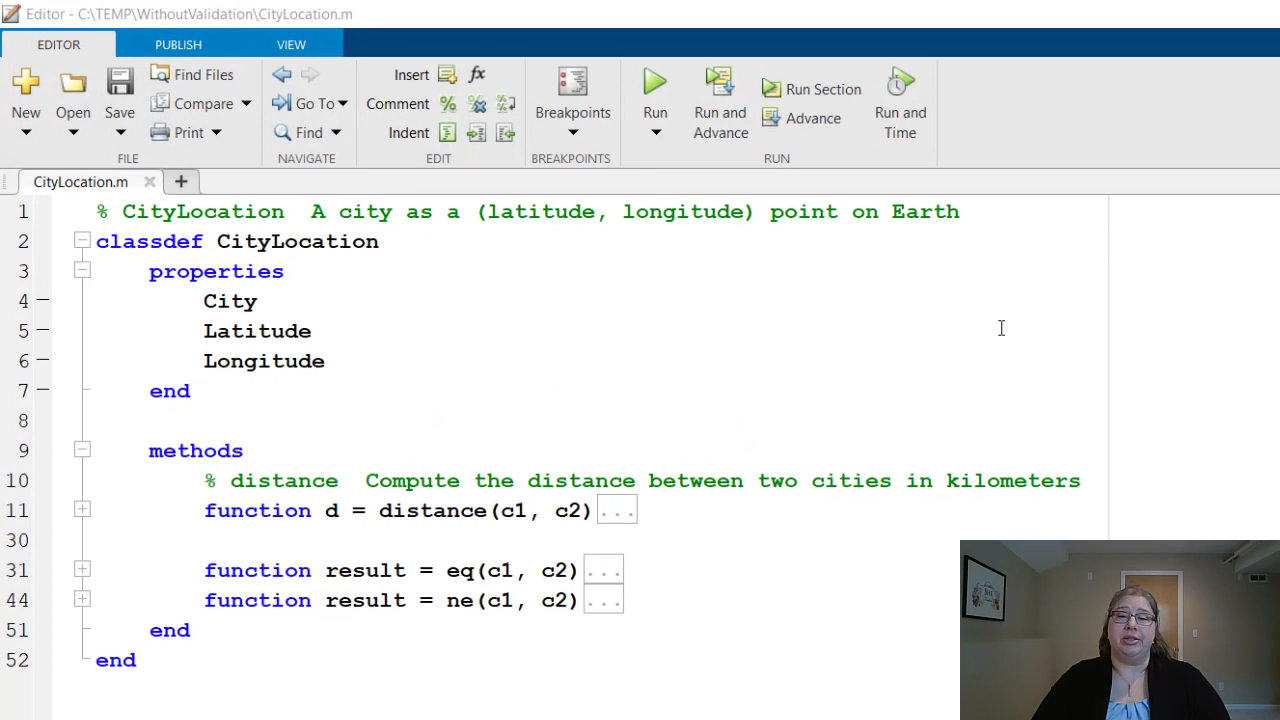 Editor - C:\TEMP\WithoutValidation\CityLocation.m
EDITOR PUBLISH VIEW
New
Open
Save
Find Files
Compare
Print
FILE
Go To
Find
NAVIGATE
Insert fx
Comment % %
Indent
EDIT
Breakpoints
BREAKPOINTS
Run
Run and
Advance
Run Section
Advance
Run and
Time
RUN
CityLocation.m
1 % CityLocation A city as a (latitude, longitude) point on Earth
2 classdef CityLocation
3 properties
4 City
5 Latitude
6 Longitude
7 end
8
9 methods
10 % distance Compute the distance between two cities in kilometers
11 function d = distance(c1, c2) ...
30
31 function result = eq(c1, c2) ...
44 function result = ne(c1, c2) ...
51 end
52 end